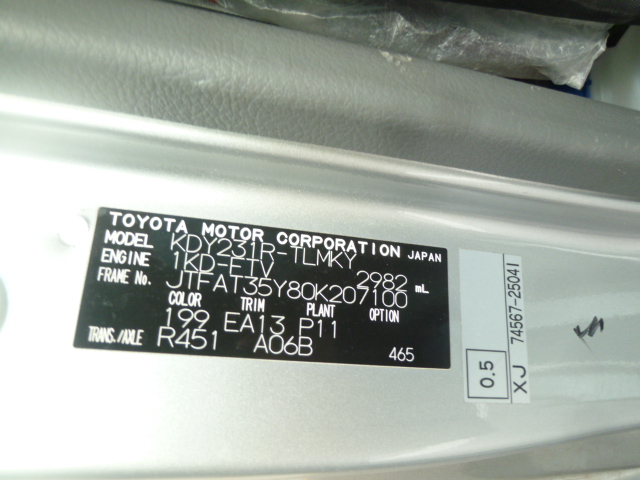 TOYOTA MOTOR CORPORATION JAPAN
MODEL KDY231R-TLMKY
ENGINE 1KD-FTV 2982 mL
FRAME No. JTFAT35Y80K207100
COLOR TRIM PLANT OPTION
199 EA13 P11
TRANS./AXLE R451 A06B 465
0.5
XJ 74567-25041